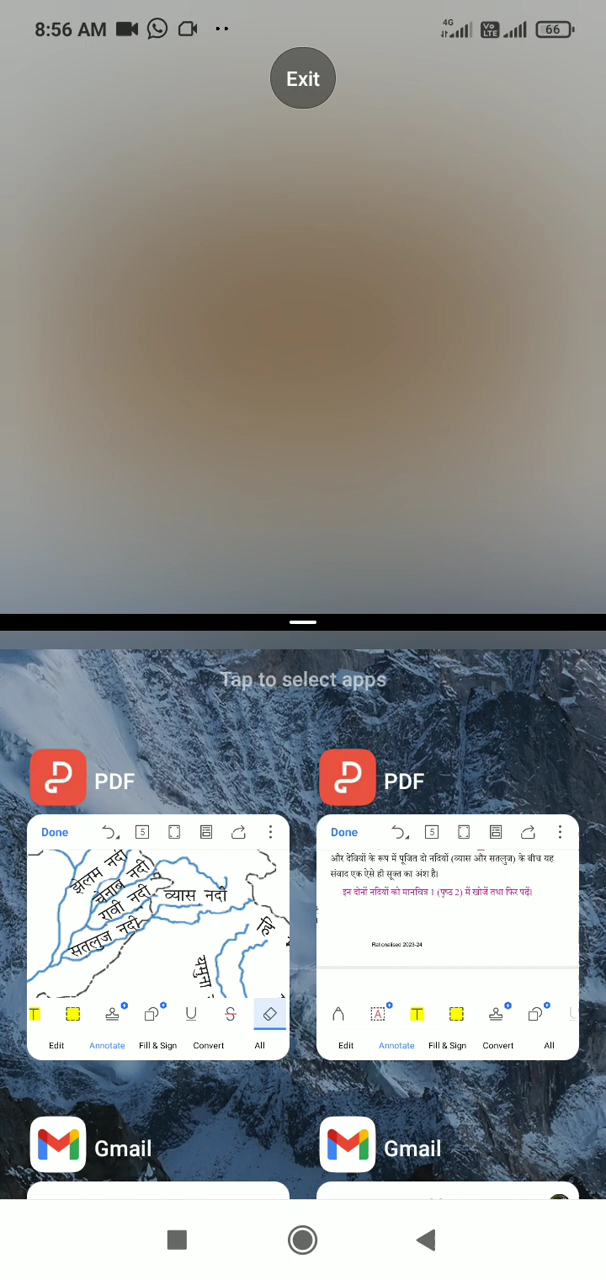 8:56 AM
4G
Vo
LTE
66
Exit
Tap to select apps
PDF
PDF
Done
5
झेलम नदी
चेनाब नदी
रावी नदी
व्यास नदी
सतलुज नदी
यमुना
T
U
S
Edit
Annotate
Fill & Sign
Convert
All
Done
5
और देवियों के रूप में पूजित दो नदियों (व्यास और सतलुज) के बीच यह
संवाद एक ऐसे ही सूक्त का अंश है।
इन दोनों नदियों को मानचित्र 1 (पृष्ठ 2) में खोजें तथा फिर पढ़ें।
Rationalised 2023-24
A
T
Edit
Annotate
Fill & Sign
Convert
All
Gmail
Gmail